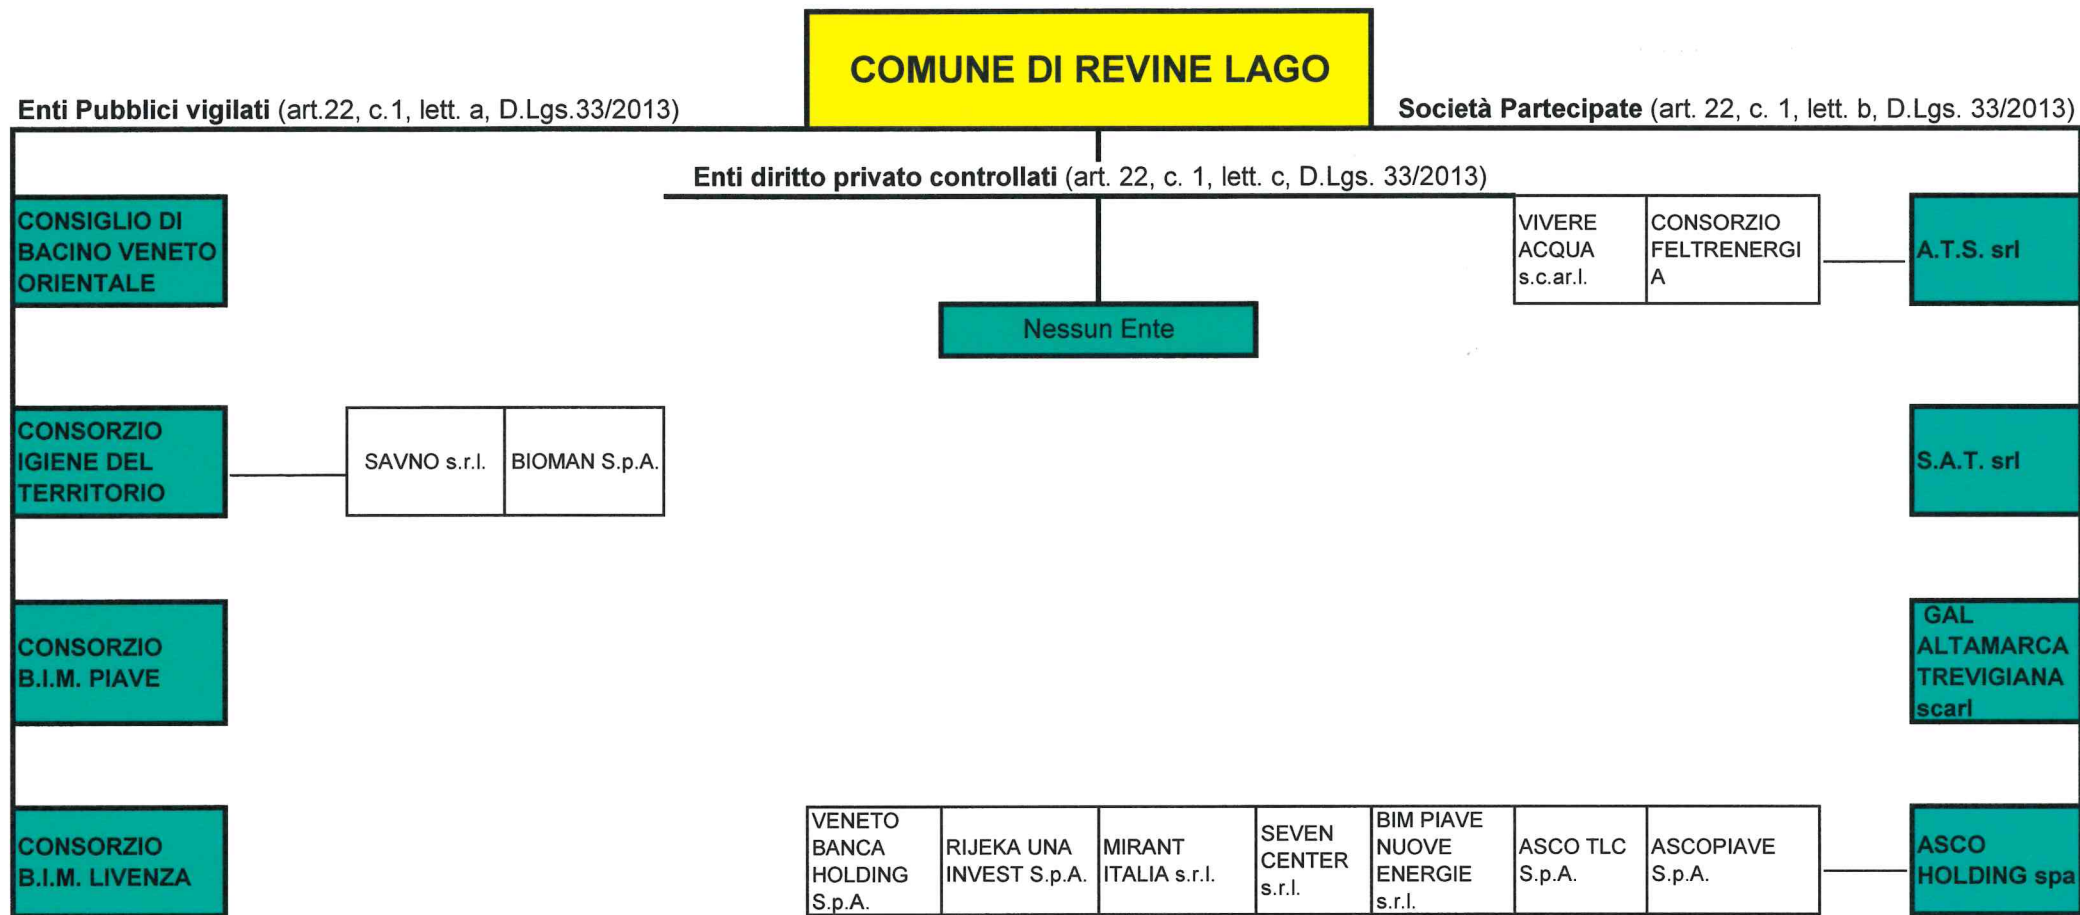 COMUNE DI REVINE LAGO
Enti Pubblici vigilati (art.22, c.1, lett. a, D.Lgs.33/2013)
Società Partecipate (art. 22, c. 1, lett. b, D.Lgs. 33/2013)
Enti diritto privato controllati (art. 22, c. 1, lett. c, D.Lgs. 33/2013)
CONSIGLIO DI
BACINO VENETO
ORIENTALE
VIVERE
ACQUA
s.c.ar.l.
CONSORZIO
FELTRENERGI
A
A.T.S. srl
Nessun Ente
CONSORZIO
IGIENE DEL
TERRITORIO
SAVNO s.r.l.
BIOMAN S.p.A.
S.A.T. srl
CONSORZIO
B.I.M. PIAVE
GAL
ALTAMARCA
TREVIGIANA
scarl
CONSORZIO
B.I.M. LIVENZA
VENETO
BANCA
HOLDING
S.p.A.
RIJEKA UNA
INVEST S.p.A.
MIRANT
ITALIA s.r.l.
SEVEN
CENTER
s.r.l.
BIM PIAVE
NUOVE
ENERGIE
s.r.l.
ASCO TLC
S.p.A.
ASCOPIAVE
S.p.A.
ASCO
HOLDING spa